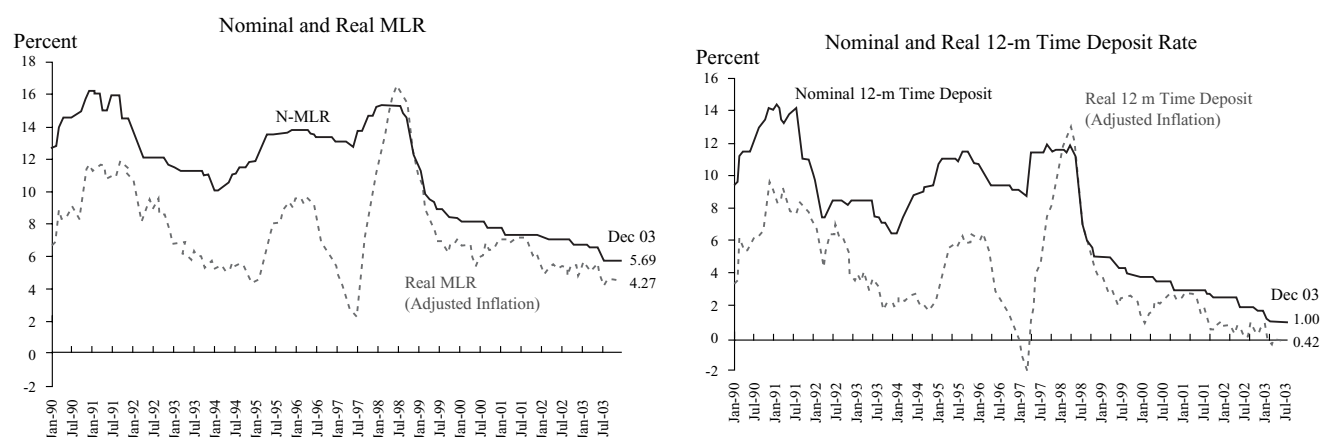 Nominal and Real MLR
Percent
18
16
14
12
10
8
6
4
2
0
-2
N-MLR
Real MLR
(Adjusted Inflation)
Dec 03
5.69
4.27
Jan-90
Jul-90
Jan-91
Jul-91
Jan-92
Jul-92
Jan-93
Jul-93
Jan-94
Jul-94
Jan-95
Jul-95
Jan-96
Jul-96
Jan-97
Jul-97
Jan-98
Jul-98
Jan-99
Jul-99
Jan-00
Jul-00
Jan-01
Jul-01
Jan-02
Jul-02
Jan-03
Jul-03
Nominal and Real 12-m Time Deposit Rate
Percent
16
14
12
10
8
6
4
2
0
-2
Nominal 12-m Time Deposit
Real 12 m Time Deposit
(Adjusted Inflation)
Dec 03
1.00
0.42
Jan-90
Jul-90
Jan-91
Jul-91
Jan-92
Jul-92
Jan-93
Jul-93
Jan-94
Jul-94
Jan-95
Jul-95
Jan-96
Jul-96
Jan-97
Jul-97
Jan-98
Jul-98
Jan-99
Jul-99
Jan-00
Jul-00
Jan-01
Jul-01
Jan-02
Jul-02
Jan-03
Jul-03